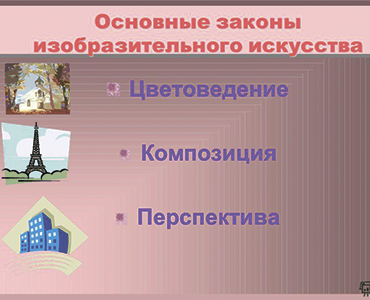 Основные законы
изобразительного искусства
Цветоведение
Композиция
Перспектива